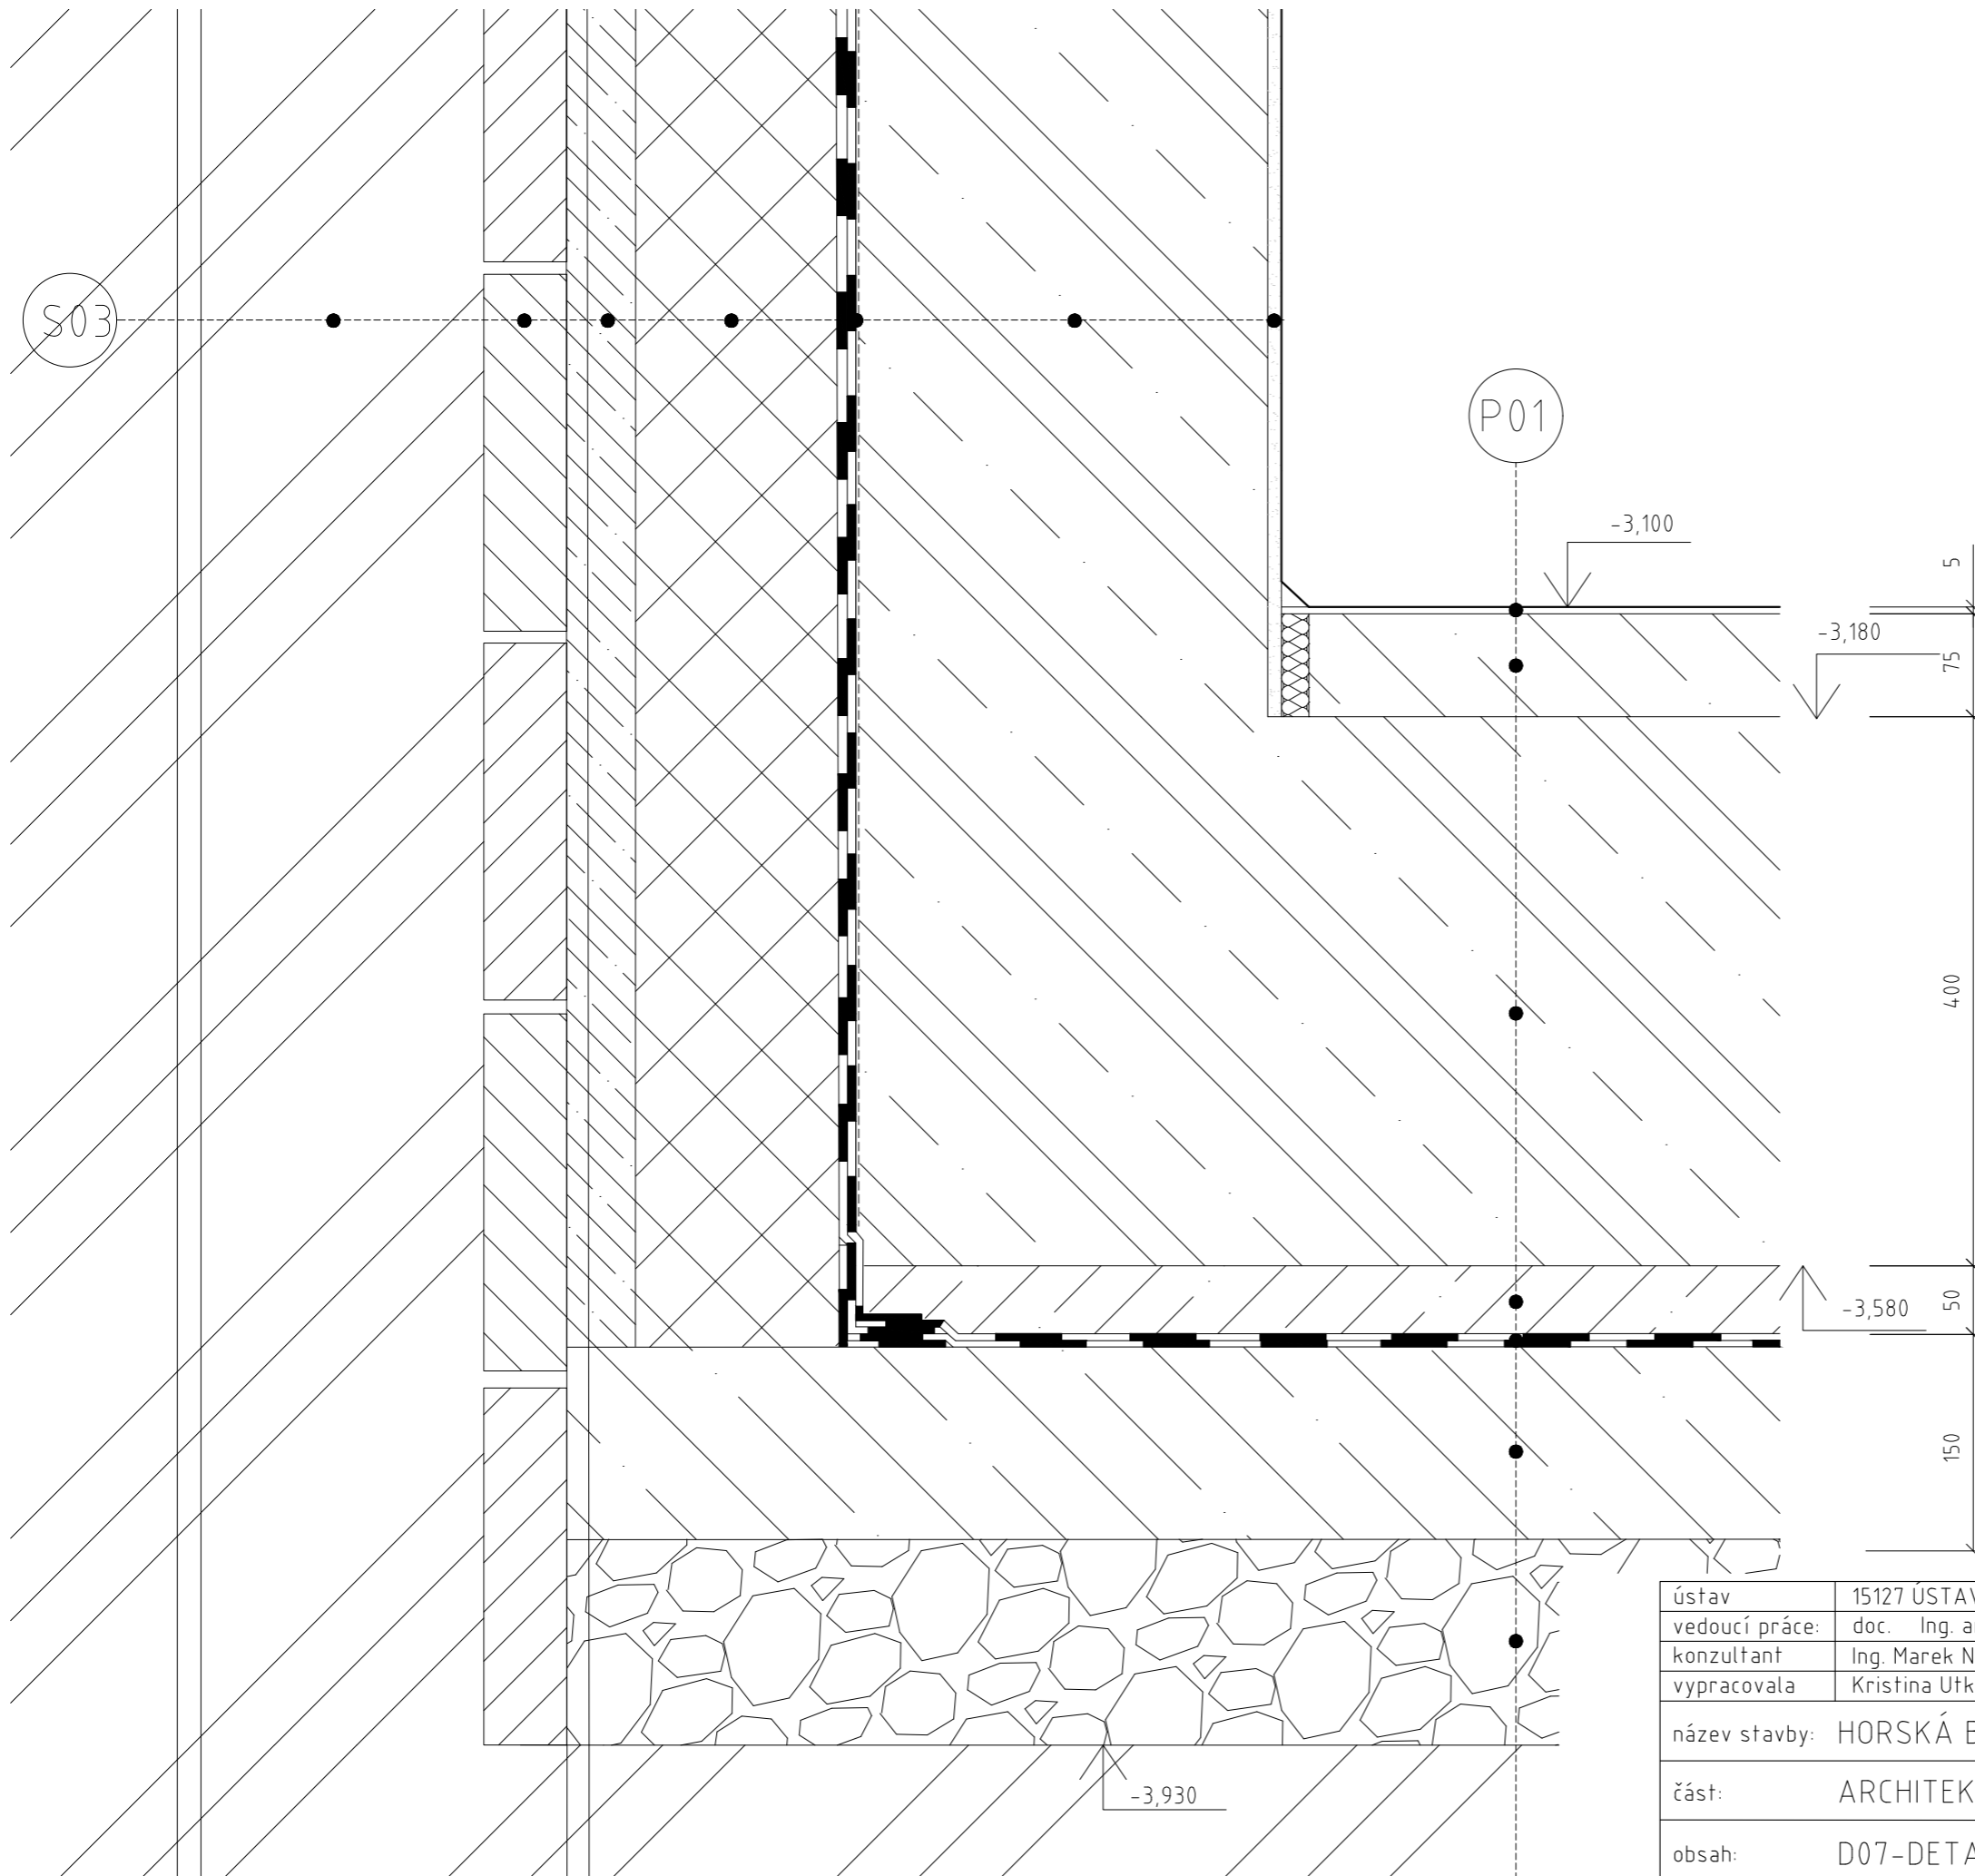 S03
P01
-3,100
5
-3,180
75
400
-3,580
50
150
-3,930
ústav 15127 ÚSTAV
vedoucí práce: doc. Ing. a
konzultant Ing. Marek N
vypracovala Kristina Utk
název stavby: HORSKÁ B
část: ARCHITEK
obsah: D07-DETA